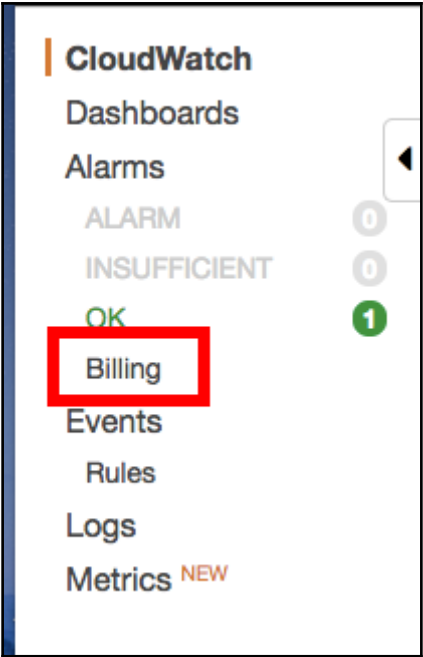 CloudWatch
Dashboards
Alarms
ALARM 0
INSUFFICIENT 0
OK 1
Billing
Events
Rules
Logs
Metrics NEW